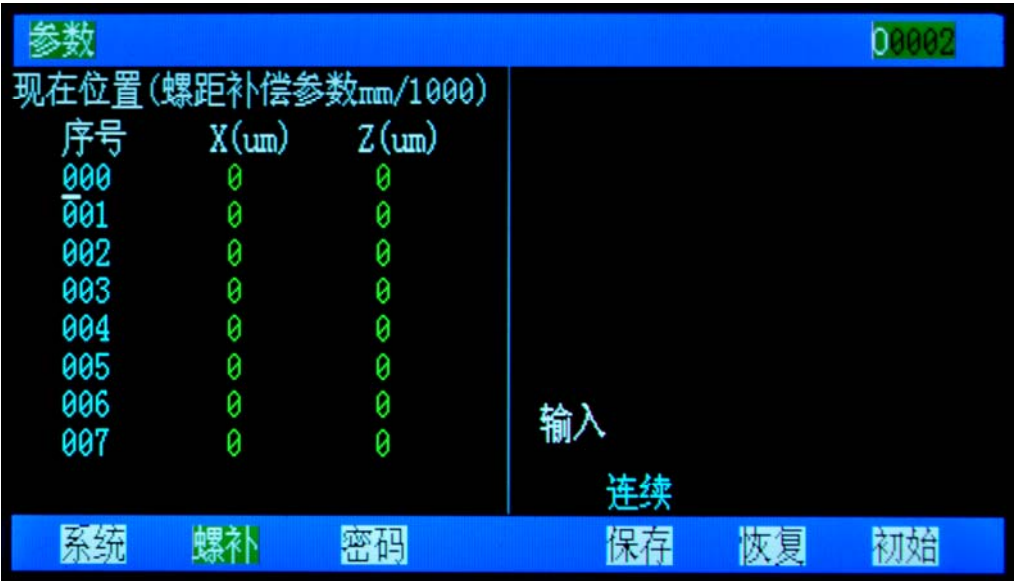 参数 O0002
现在位置(螺距补偿参数mm/1000)
序号 X(um) Z(um)
000 0 0
001 0 0
002 0 0
003 0 0
004 0 0
005 0 0
006 0 0
007 0 0
输入
连续
系统 螺补 密码 保存 恢复 初始